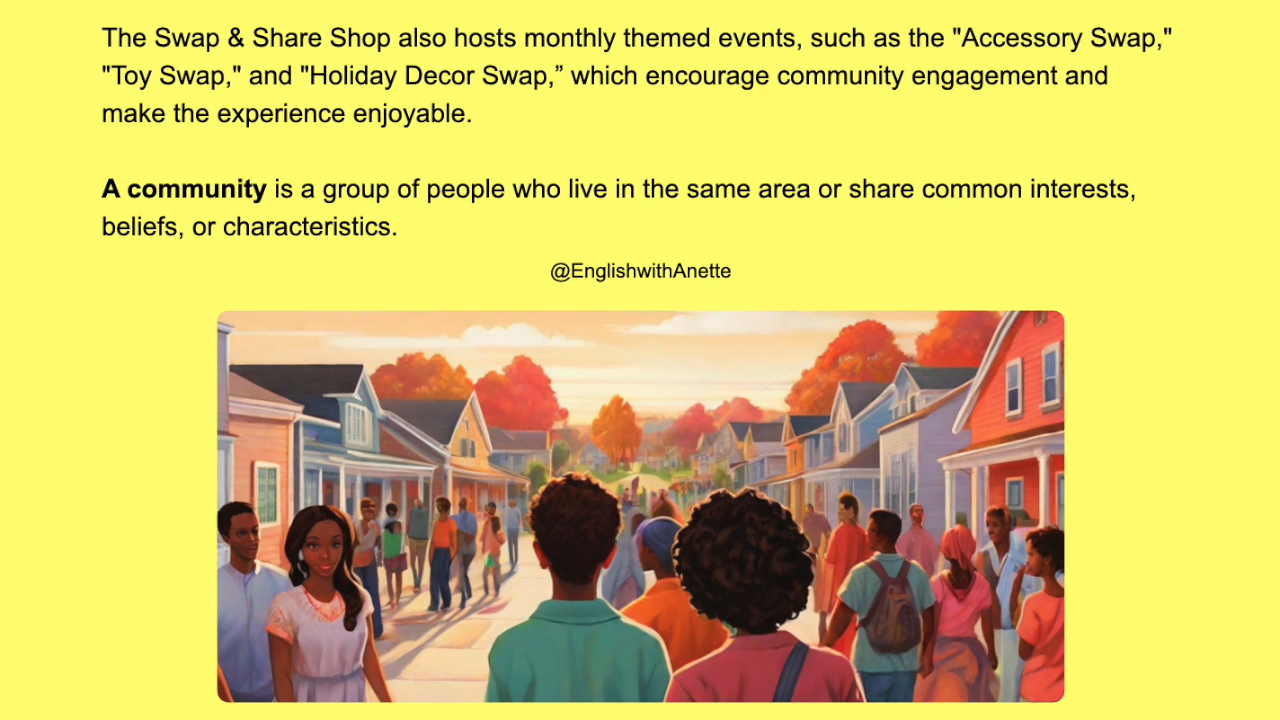 The Swap & Share Shop also hosts monthly themed events, such as the "Accessory Swap,"
"Toy Swap," and "Holiday Decor Swap,” which encourage community engagement and
make the experience enjoyable.
A community is a group of people who live in the same area or share common interests,
beliefs, or characteristics.
@EnglishwithAnette